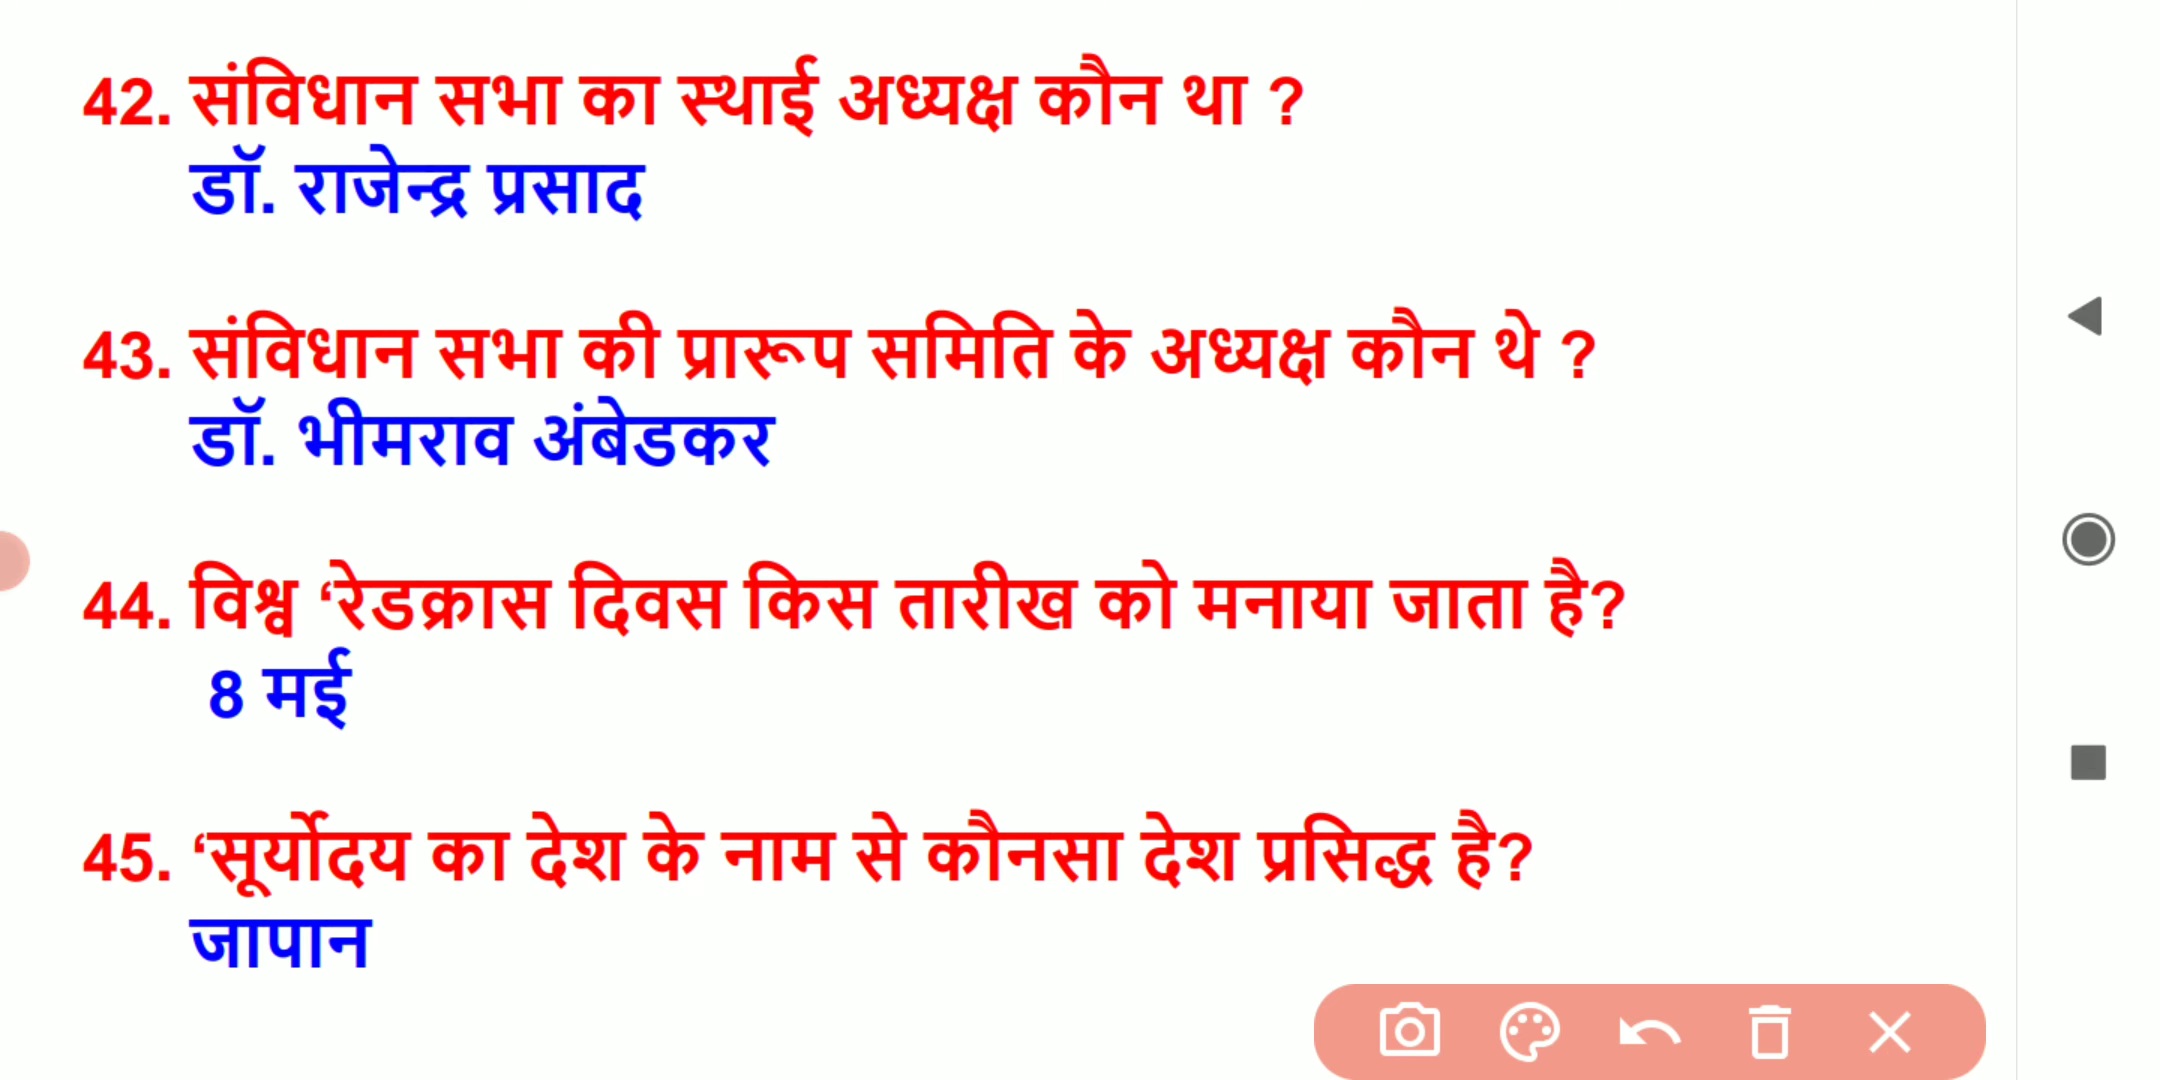 42. संविधान सभा का स्थाई अध्यक्ष कौन था ?
डॉ. राजेन्द्र प्रसाद
43. संविधान सभा की प्रारूप समिति के अध्यक्ष कौन थे ?
डॉ. भीमराव अंबेडकर
44. विश्व ‘रेडक्रास दिवस किस तारीख को मनाया जाता है?
8 मई
45. ‘सूर्योदय का देश के नाम से कौनसा देश प्रसिद्ध है?
जापान